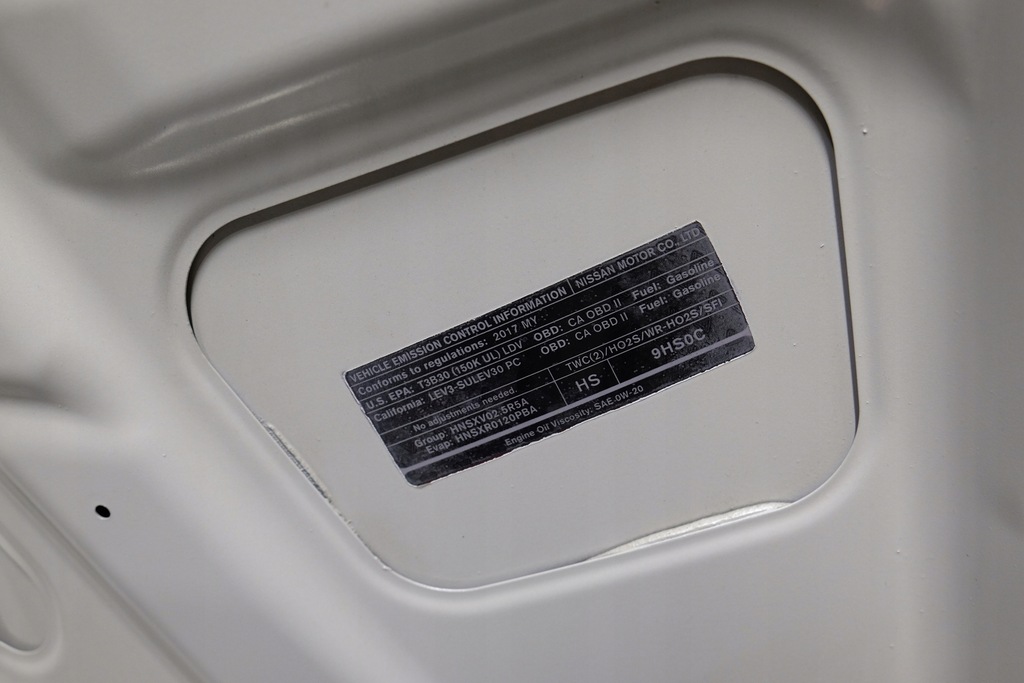 VEHICLE EMISSION CONTROL INFORMATION | NISSAN MOTOR CO., LTD
Conforms to regulations: 2017 MY
U.S. EPA: T3B30 (150K UL) LDV OBD: CA OBD II Fuel: Gasoline
California: LEV3-SULEV30 PC OBD: CA OBD II Fuel: Gasoline
No adjustments needed. TWC(2)/HO2S/WR-HO2S/SFI
Group: HNSXV02.5R5A HS 9HS0C
Evap: HNSXR0120PBA
Engine Oil Viscosity: SAE 0W-20